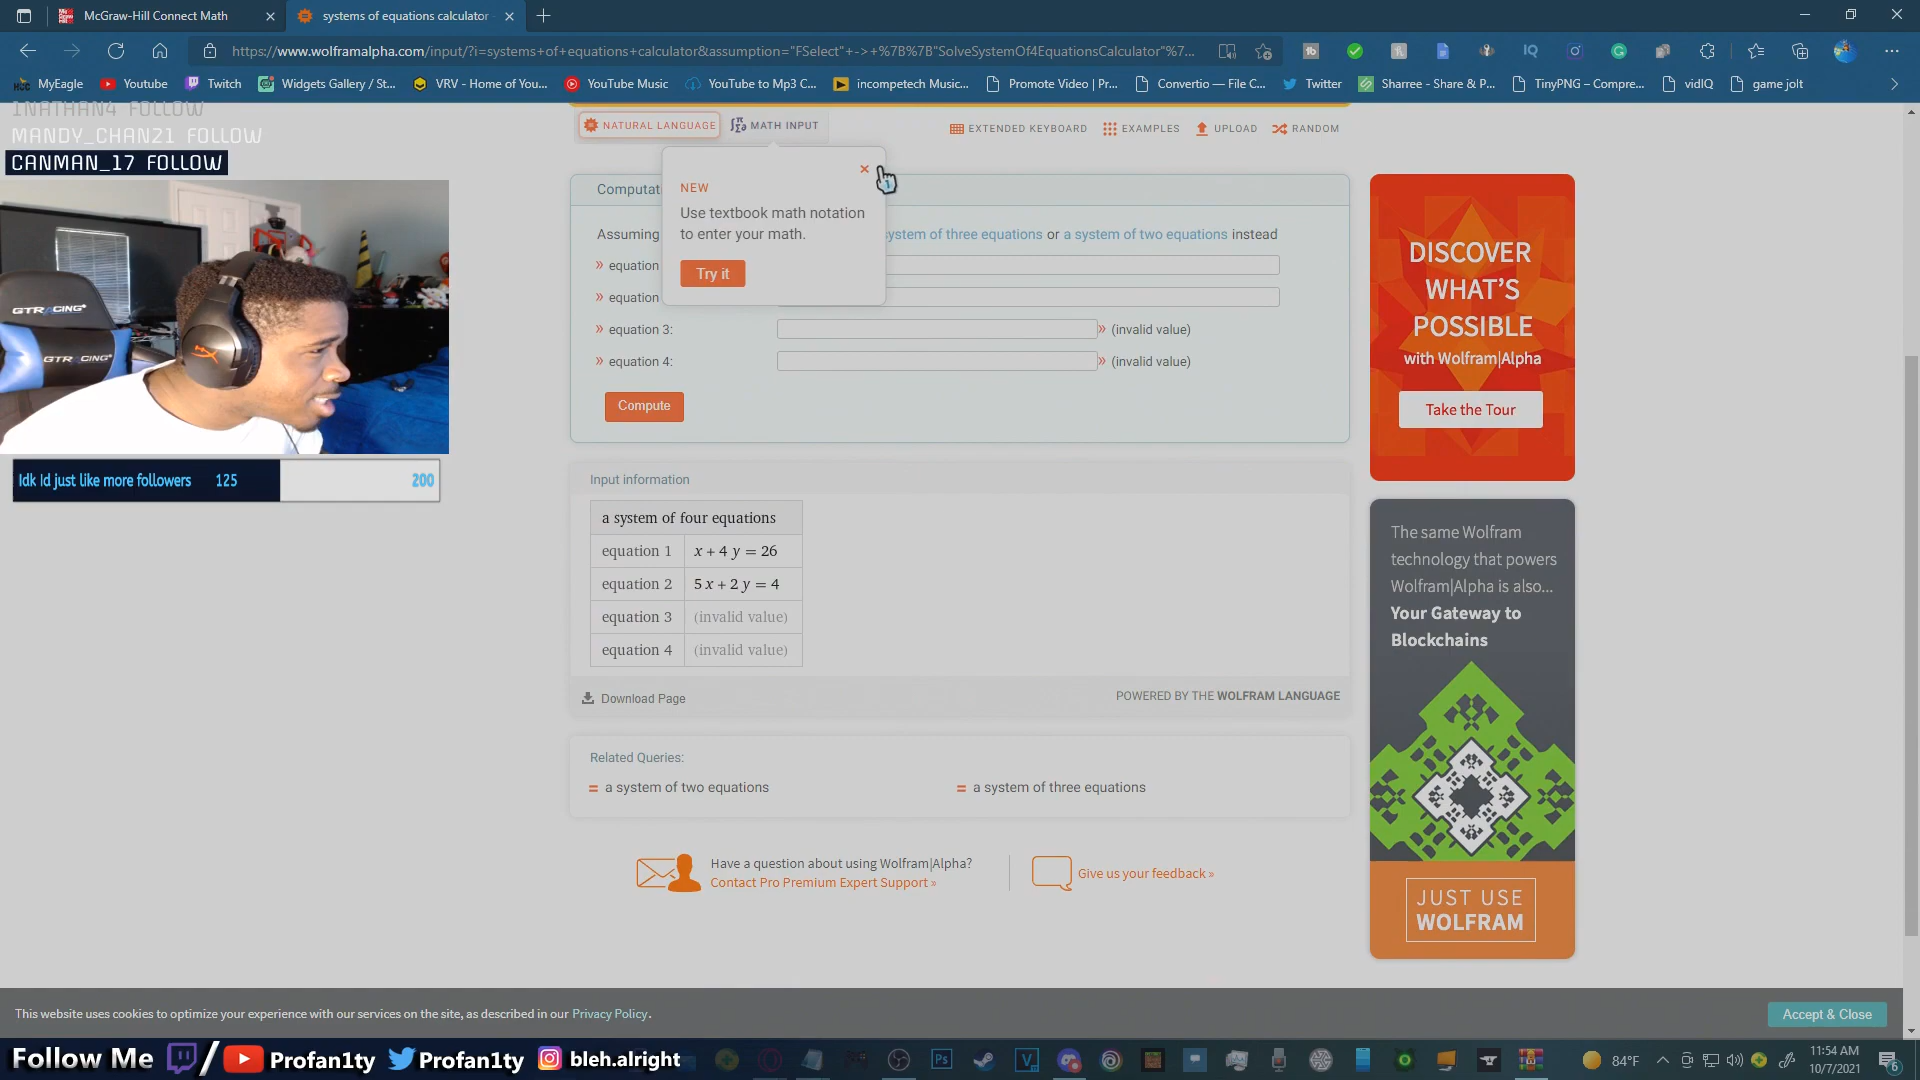 McGraw-Hill Connect Math
systems of equations calculator
https://www.wolframalpha.com/input/?i=systems+of+equations+calculator&assumption="FSelect"+->+%7B%7B"SolveSystemOf4EquationsCalculator"%7...
MyEagle
Youtube
Twitch
Widgets Gallery / St...
VRV - Home of You...
YouTube Music
YouTube to Mp3 C...
incompetech Music...
Promote Video | Pr...
Convertio — File C...
Twitter
Sharree - Share & P...
TinyPNG – Compre...
vidIQ
game jolt
1NATHAN4 FOLLOW
MANDY_CHAN21 FOLLOW
CANMAN_17 FOLLOW
NATURAL LANGUAGE
MATH INPUT
EXTENDED KEYBOARD
EXAMPLES
UPLOAD
RANDOM
NEW
Use textbook math notation
to enter your math.
Try it
Computat
Assuming
system of three equations or a system of two equations instead
» equation
» equation
» equation 3:
» (invalid value)
» equation 4:
» (invalid value)
Compute
Input information
a system of four equations
equation 1 x + 4 y = 26
equation 2 5 x + 2 y = 4
equation 3 (invalid value)
equation 4 (invalid value)
Download Page
POWERED BY THE WOLFRAM LANGUAGE
Related Queries:
= a system of two equations
= a system of three equations
Have a question about using Wolfram|Alpha?
Contact Pro Premium Expert Support »
Give us your feedback »
DISCOVER
WHAT'S
POSSIBLE
with Wolfram|Alpha
Take the Tour
The same Wolfram
technology that powers
Wolfram|Alpha is also...
Your Gateway to
Blockchains
JUST USE
WOLFRAM
GTRACING
GTRACING
Idk Id just like more followers 125 200
This website uses cookies to optimize your experience with our services on the site, as described in our Privacy Policy.
Accept & Close
Follow Me
/
Profan1ty
Profan1ty
bleh.alright
84°F
11:54 AM
10/7/2021
6